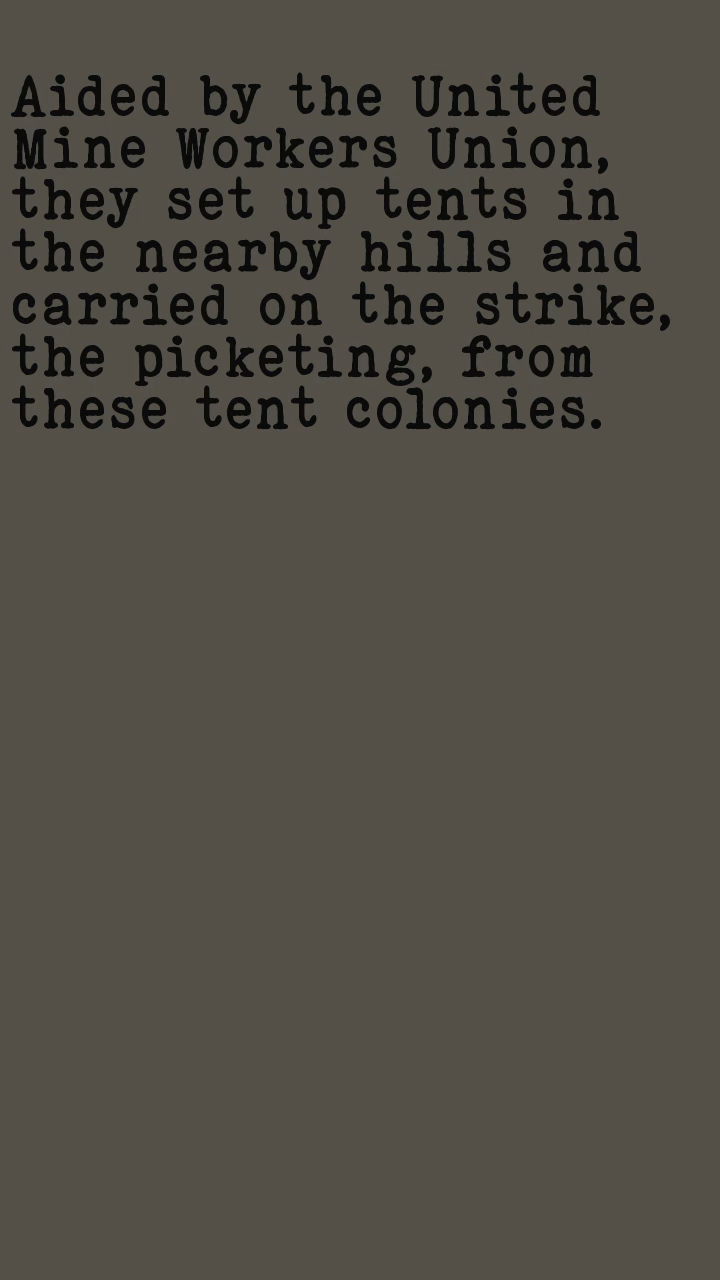 Aided by the United
Mine Workers Union,
they set up tents in
the nearby hills and
carried on the strike,
the picketing, from
these tent colonies.